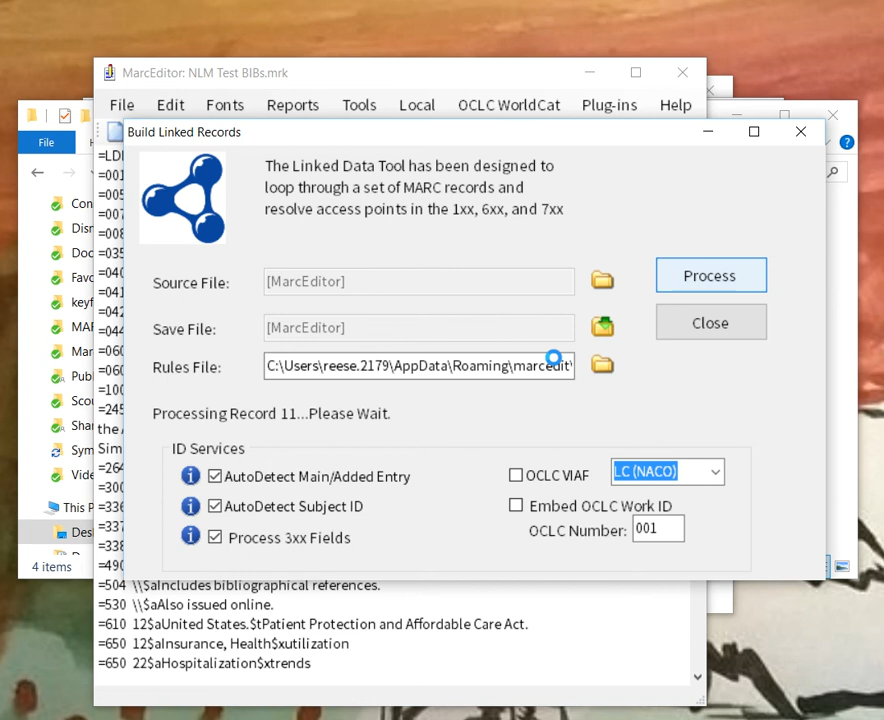 MarcEditor: NLM Test BIBs.mrk
File Edit Fonts Reports Tools Local OCLC WorldCat Plug-ins Help
Build Linked Records
File
The Linked Data Tool has been designed to
loop through a set of MARC records and
resolve access points in the 1xx, 6xx, and 7xx
Source File: [MarcEditor] Process
Save File: [MarcEditor] Close
Rules File: C:\Users\reese.2179\AppData\Roaming\marcedit\
Processing Record 11...Please Wait.
ID Services
AutoDetect Main/Added Entry OCLC VIAF LC (NACO)
AutoDetect Subject ID Embed OCLC Work ID
Process 3xx Fields OCLC Number: 001
=LD
=001
=005
=007
=008
=035
=040
=041
=042
=044
=060
=060
=100
=245
the A
Sim
=264
=300
=336
=337
=338
=490
=504 \\$aIncludes bibliographical references.
=530 \\$aAlso issued online.
=610 12$aUnited States.$tPatient Protection and Affordable Care Act.
=650 12$aInsurance, Health$xutilization
=650 22$aHospitalization$xtrends
Con
Disn
Doc
Favo
keyf
MAR
Mar
Publ
Scou
Shar
Sym
Vide
This P
Desk
4 items